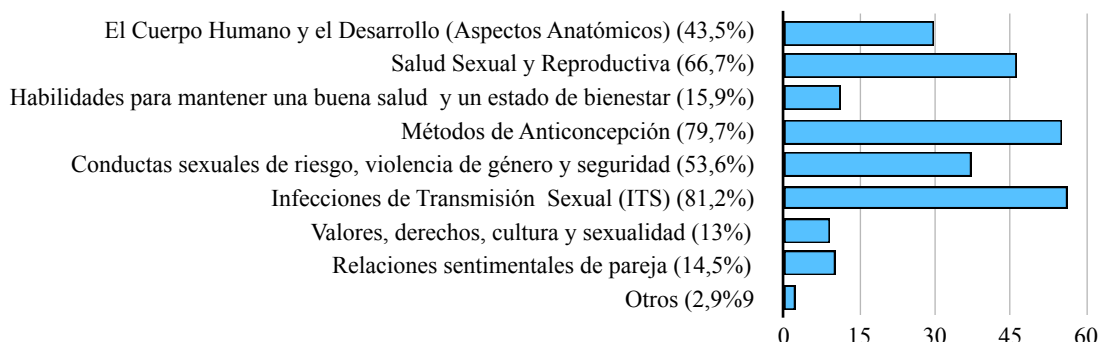 El Cuerpo Humano y el Desarrollo (Aspectos Anatómicos) (43,5%)
Salud Sexual y Reproductiva (66,7%)
Habilidades para mantener una buena salud y un estado de bienestar (15,9%)
Métodos de Anticoncepción (79,7%)
Conductas sexuales de riesgo, violencia de género y seguridad (53,6%)
Infecciones de Transmisión Sexual (ITS) (81,2%)
Valores, derechos, cultura y sexualidad (13%)
Relaciones sentimentales de pareja (14,5%)
Otros (2,9%9
0 15 30 45 60